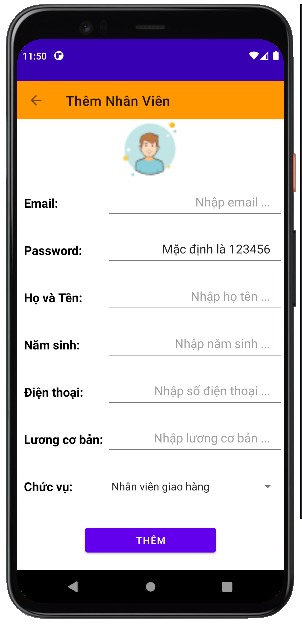 11:50
Thêm Nhân Viên
Email: Nhập email ...
Password: Mặc định là 123456
Họ và Tên: Nhập họ tên ...
Năm sinh: Nhập năm sinh ...
Điện thoại: Nhập số điện thoại ...
Lương cơ bản: Nhập lương cơ bản ...
Chức vụ: Nhân viên giao hàng
THÊM